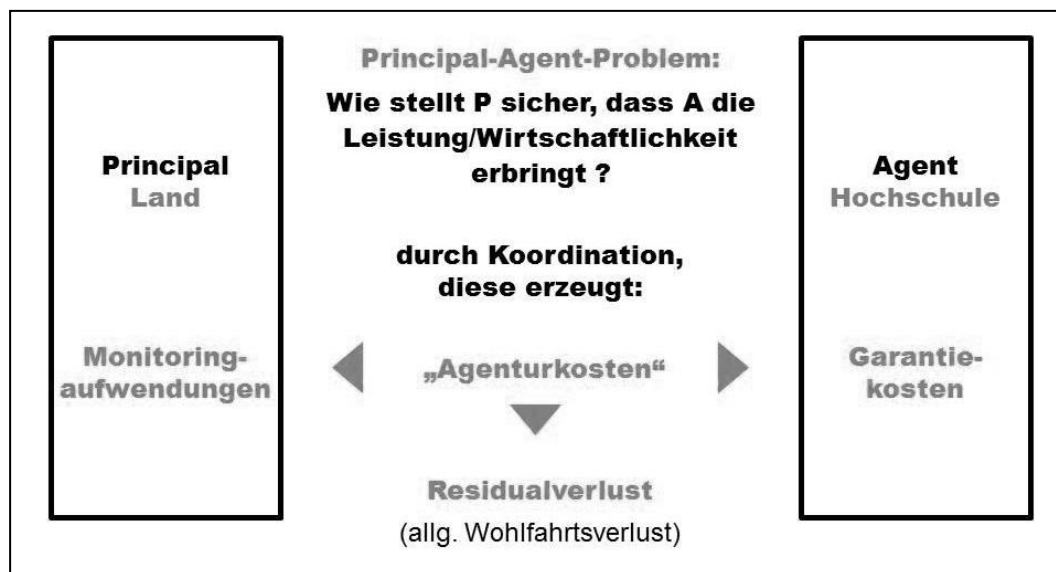 Principal-Agent-Problem:
Wie stellt P sicher, dass A die
Leistung/Wirtschaftlichkeit
erbringt ?
Principal
Land
Agent
Hochschule
durch Koordination,
diese erzeugt:
Monitoring-
aufwendungen
„Agenturkosten“
Garantie-
kosten
Residualverlust
(allg. Wohlfahrtsverlust)